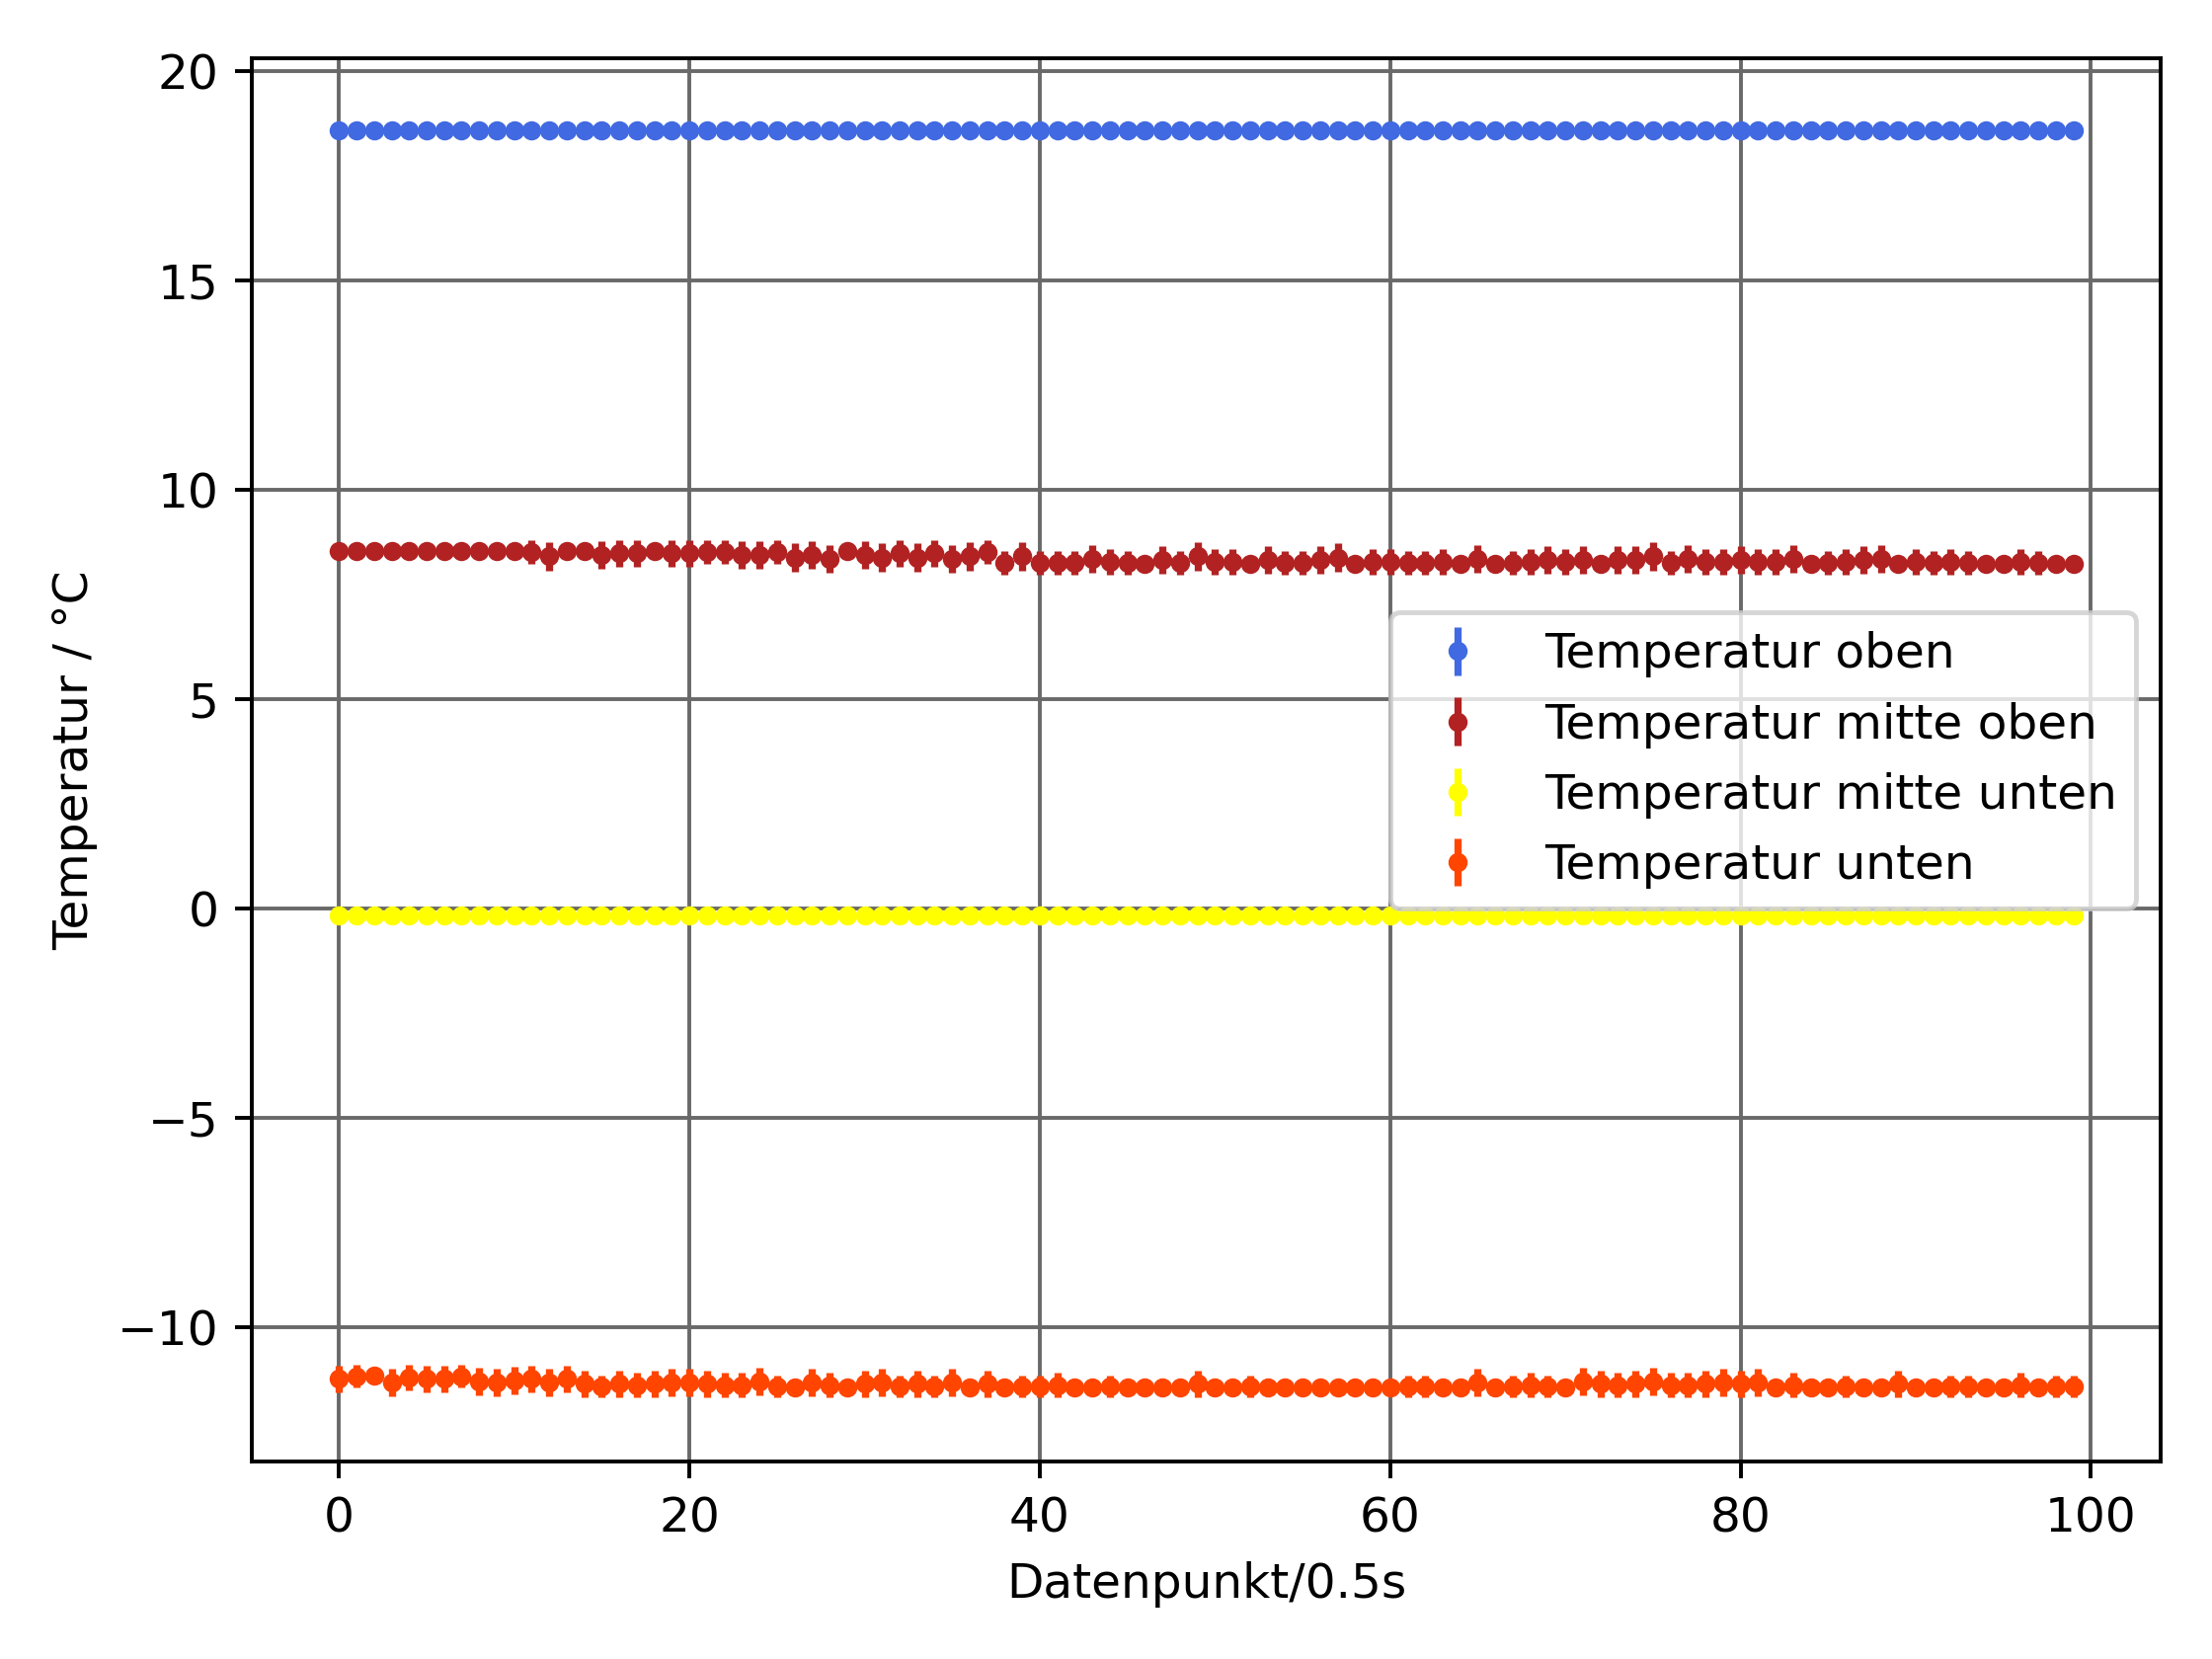 20
15
10
5
0
−5
−10
Temperatur / °C
Temperatur oben
Temperatur mitte oben
Temperatur mitte unten
Temperatur unten
0 20 40 60 80 100
Datenpunkt/0.5s